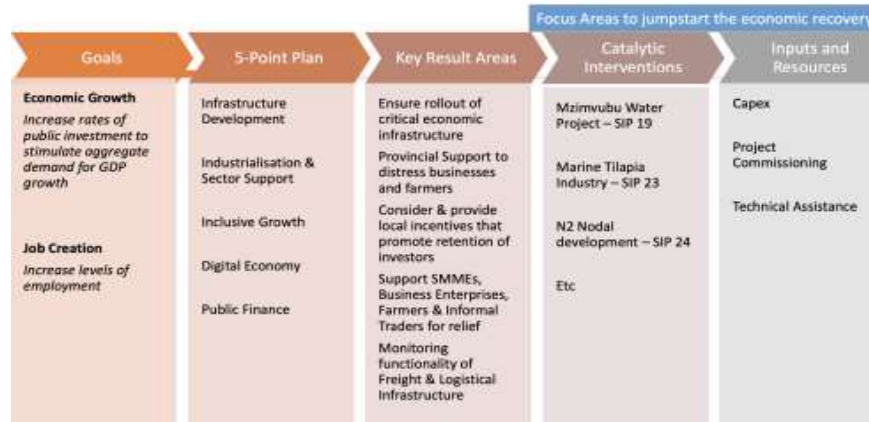 Focus Areas to jumpstart the economic recovery
Goals
5-Point Plan
Key Result Areas
Catalytic
Interventions
Inputs and
Resources
Economic Growth
Increase rates of
public investment to
stimulate aggregate
demand for GDP
growth
Job Creation
Increase levels of
employment
Infrastructure
Development
Industrialisation &
Sector Support
Inclusive Growth
Digital Economy
Public Finance
Ensure rollout of
critical economic
infrastructure
Provincial Support to
distress businesses
and farmers
Consider & provide
local incentives that
promote retention of
investors
Support SMMEs,
Business Enterprises,
Farmers & Informal
Traders for relief
Monitoring
functionality of
Freight & Logistical
Infrastructure
Mzimvubu Water
Project – SIP 19
Marine Tilapia
Industry – SIP 23
N2 Nodal
development – SIP 24
Etc
Capex
Project
Commissioning
Technical Assistance